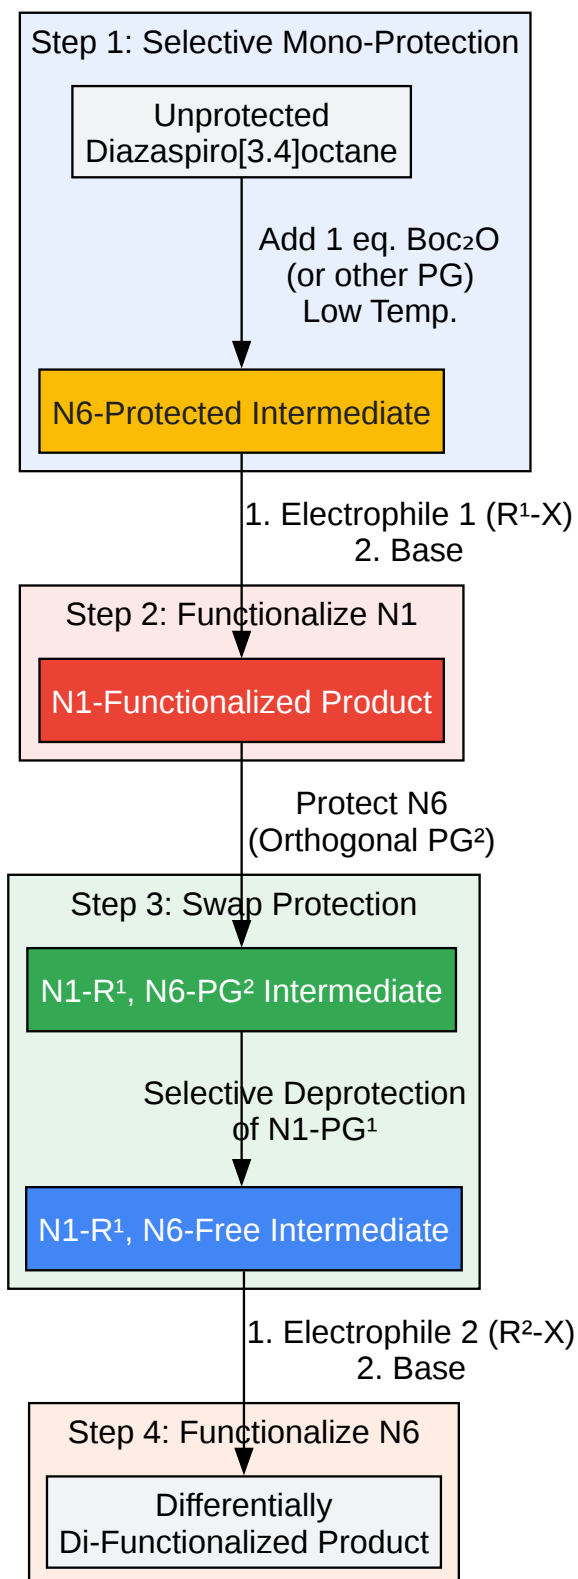 Step 1: Selective Mono-Protection
Unprotected
Diazaspiro[3.4]octane
Add 1 eq. Boc₂O
(or other PG)
Low Temp.
N6-Protected Intermediate
1. Electrophile 1 (R¹-X)
2. Base
Step 2: Functionalize N1
N1-Functionalized Product
Protect N6
(Orthogonal PG²)
Step 3: Swap Protection
N1-R¹, N6-PG² Intermediate
Selective Deprotection
of N1-PG¹
N1-R¹, N6-Free Intermediate
1. Electrophile 2 (R²-X)
2. Base
Step 4: Functionalize N6
Differentially
Di-Functionalized Product